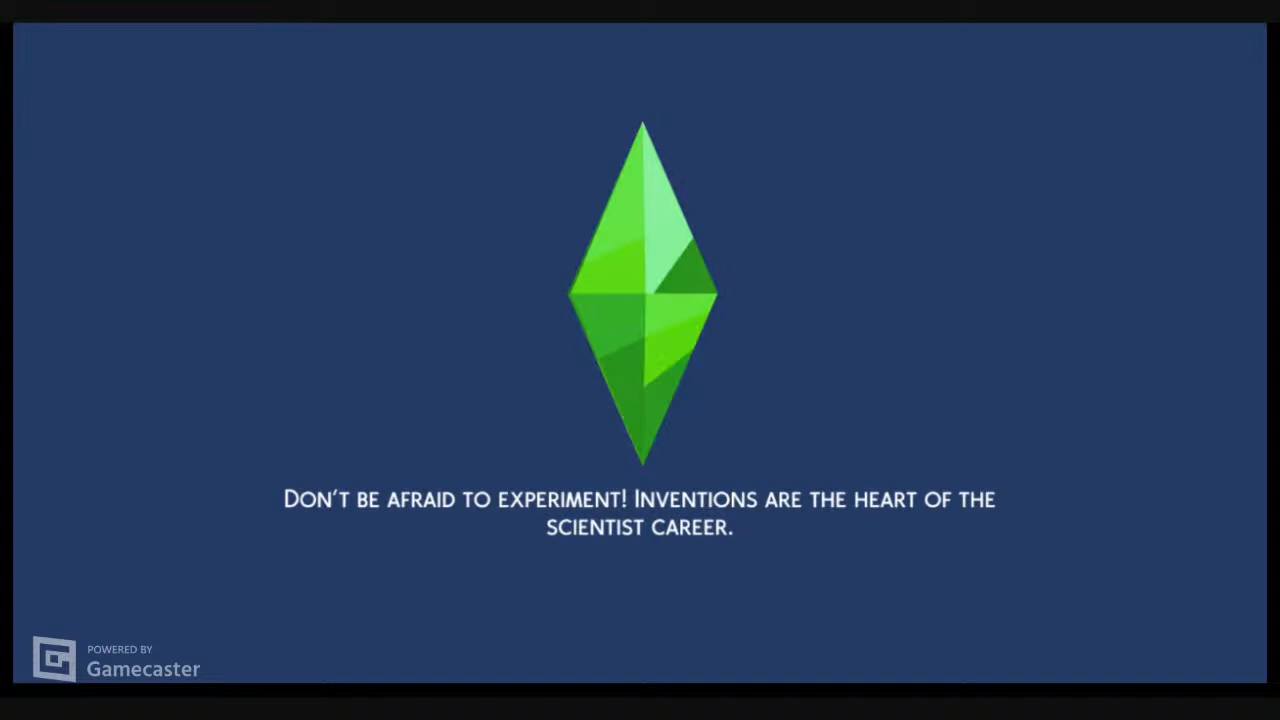 Don't be afraid to experiment! Inventions are the heart of the
scientist career.
POWERED BY
Gamecaster